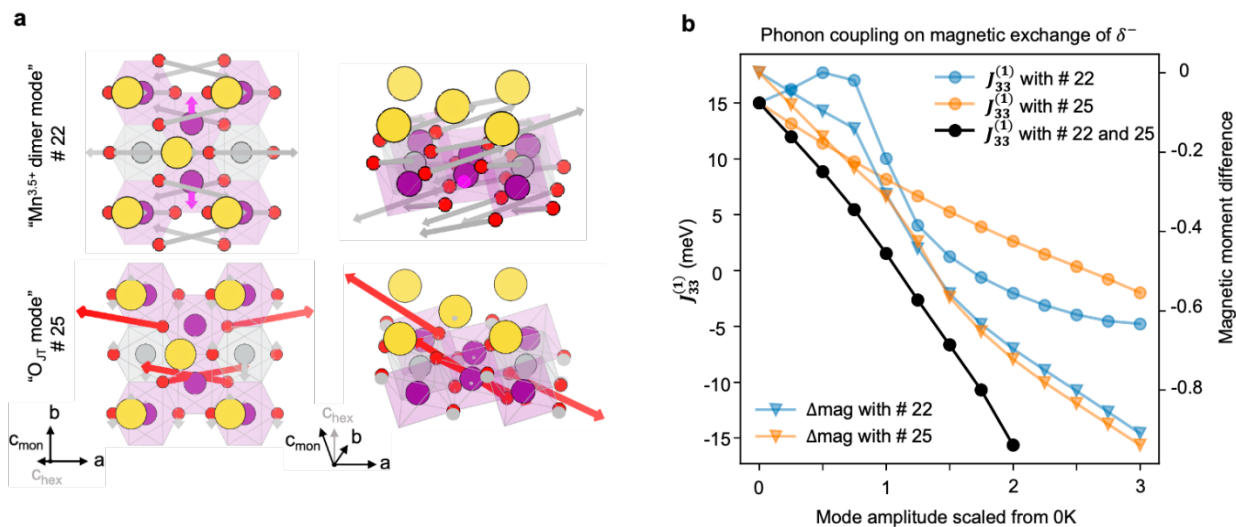 a
"Mn3.5+ dimer mode"
# 22
"OJT mode"
# 25
b
cmon
chex
a
chex
cmon
b
a
b
Phonon coupling on magnetic exchange of δ−
J33(1) with # 22
J33(1) with # 25
J33(1) with # 22 and 25
Δmag with # 22
Δmag with # 25
J33(1) (meV)
15
10
5
0
-5
-10
-15
0
-0.2
-0.4
-0.6
-0.8
Magnetic moment difference
0
1
2
3
Mode amplitude scaled from 0K